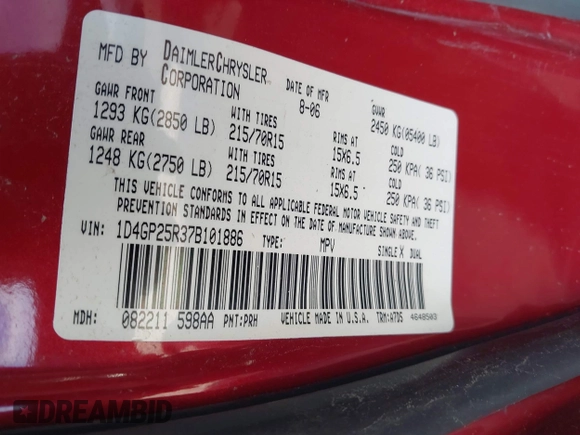 MFD BY DAIMLERCHRYSLER CORPORATION
DATE OF MFR 8-06
GVWR 2450 KG(05400 LB)
GAWR FRONT WITH TIRES RIMS AT COLD
1293 KG(2850 LB) 215/70R15 15X6.5 250 KPA( 36 PSI)
GAWR REAR WITH TIRES RIMS AT COLD
1248 KG(2750 LB) 215/70R15 15X6.5 250 KPA( 36 PSI)
THIS VEHICLE CONFORMS TO ALL APPLICABLE FEDERAL MOTOR VEHICLE SAFETY AND THEFT
PREVENTION STANDARDS IN EFFECT ON THE DATE OF MANUFACTURE SHOWN ABOVE.
VIN: 1D4GP25R37B101886 TYPE: MPV SINGLE X DUAL
MDH: 082211 598AA PNT:PRH VEHICLE MADE IN U.S.A. TRM:A7D5 4648503
DREAMBID